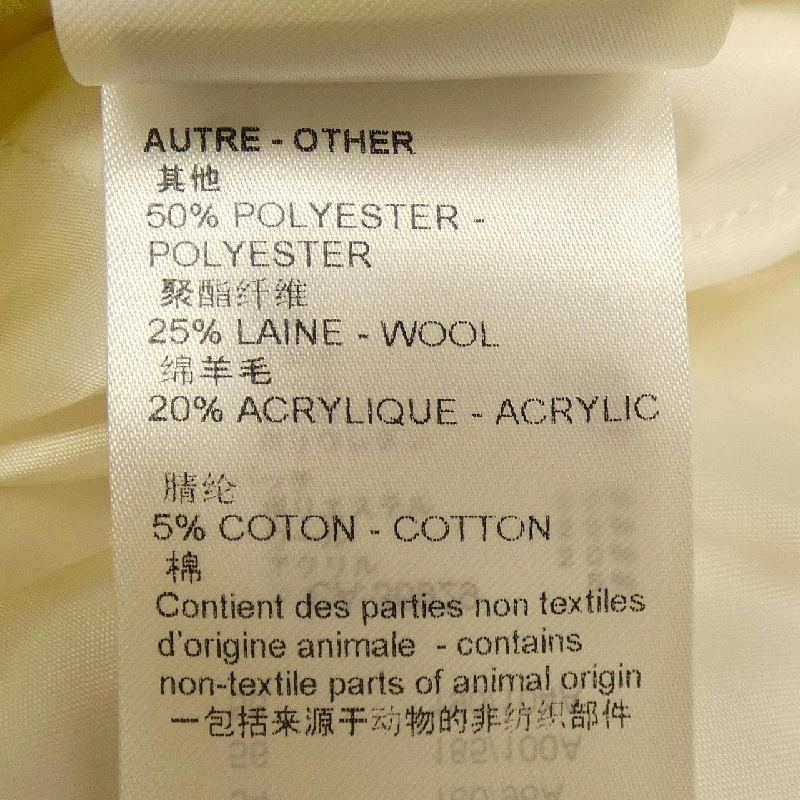 AUTRE - OTHER
其他
50% POLYESTER -
POLYESTER
聚酯纤维
25% LAINE - WOOL
绵羊毛
20% ACRYLIQUE - ACRYLIC
腈纶
5% COTON - COTTON
棉
Contient des parties non textiles
d'origine animale - contains
non-textile parts of animal origin
一包括来源于动物的非纺织部件